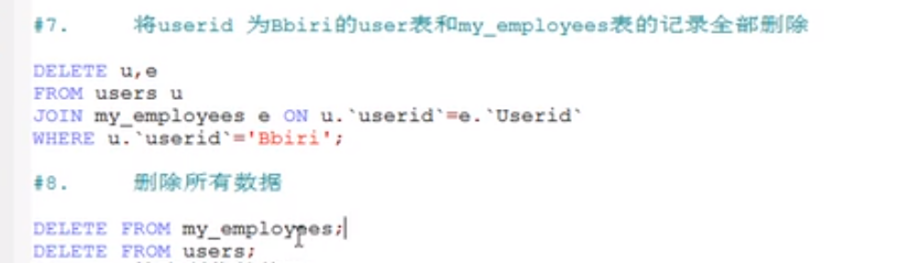 #7. 将userid 为Bbiri的user表和my_employees表的记录全部删除
DELETE u,e
FROM users u
JOIN my_employees e ON u.`userid`=e.`Userid`
WHERE u.`userid`='Bbiri';
#8. 删除所有数据
DELETE FROM my_employees;
DELETE FROM users;